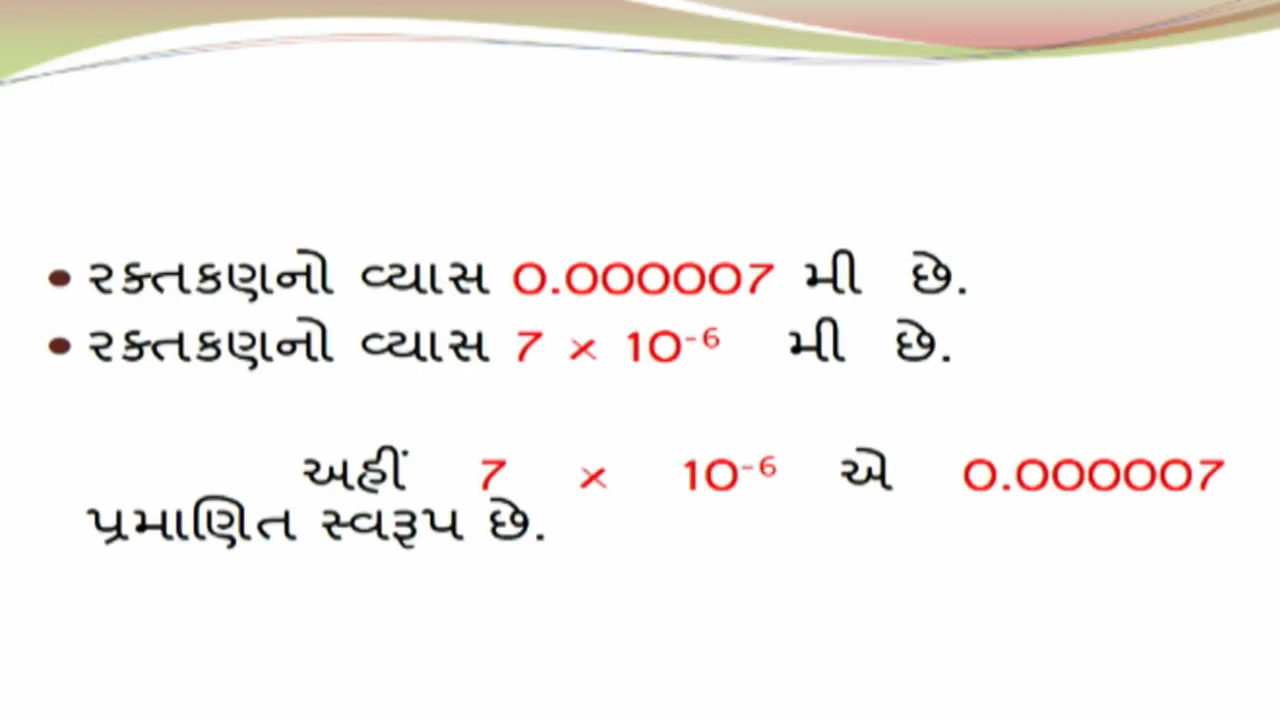 • રક્તકણનો વ્યાસ 0.000007 મી છે.
• રક્તકણનો વ્યાસ 7 × 10⁻⁶ મી છે.
અહીં 7 × 10⁻⁶ એ 0.000007
પ્રમાણિત સ્વરૂપ છે.